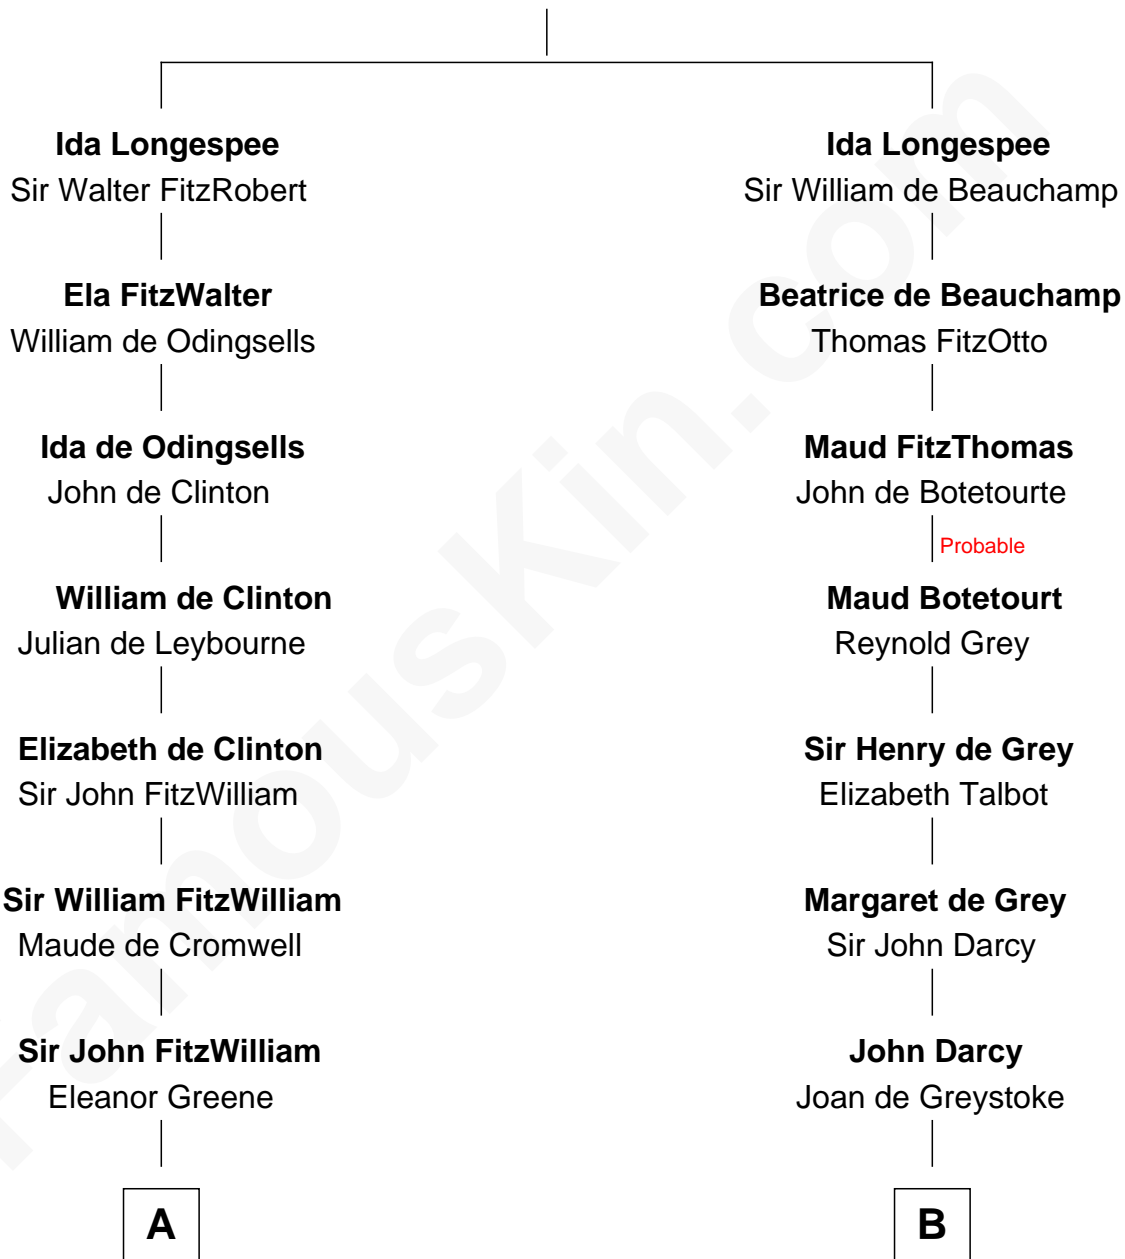 Ida Longespee
Sir Walter FitzRobert
Ela FitzWalter
William de Odingsells
Ida de Odingsells
John de Clinton
William de Clinton
Julian de Leybourne
Elizabeth de Clinton
Sir John FitzWilliam
Sir William FitzWilliam
Maude de Cromwell
Sir John FitzWilliam
Eleanor Greene
A
Ida Longespee
Sir William de Beauchamp
Beatrice de Beauchamp
Thomas FitzOtto
Maud FitzThomas
John de Botetourte
Probable
Maud Botetourt
Reynold Grey
Sir Henry de Grey
Elizabeth Talbot
Margaret de Grey
Sir John Darcy
John Darcy
Joan de Greystoke
B
FamousKin.com